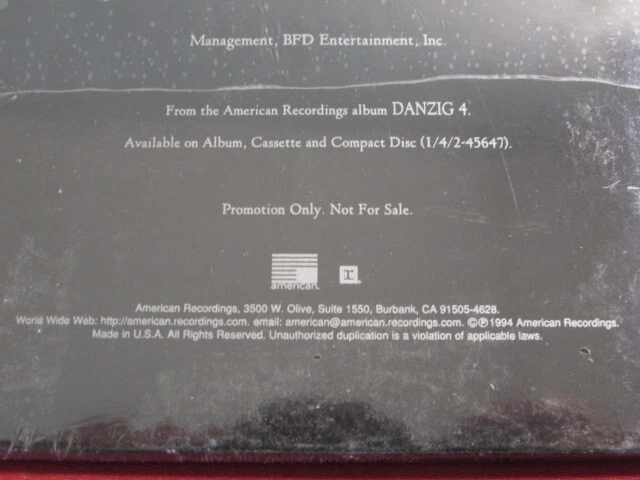 Management, BFD Entertainment, Inc.
From the American Recordings album DANZIG 4.
Available on Album, Cassette and Compact Disc (1/4/2-45647).
Promotion Only. Not For Sale.
american. r
American Recordings, 3500 W. Olive, Suite 1550, Burbank, CA 91505-4628.
World Wide Web: http://american.recordings.com. email: american@american.recordings.com. ©℗1994 American Recordings.
Made in U.S.A. All Rights Reserved. Unauthorized duplication is a violation of applicable laws.